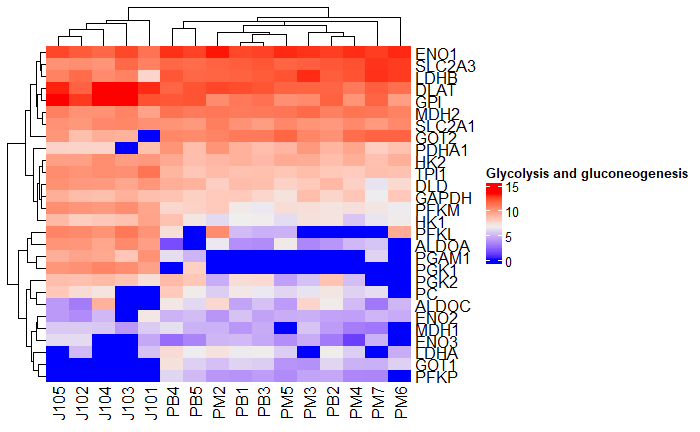 ENO1
SLC2A3
LDHB
DLAT
GPI
MDH2
SLC2A1
GOT2
PDHA1
HK2
TPI1
DLD
GAPDH
PFKM
HK1
PFKL
ALDOA
PGAM1
PGK1
PGK2
PC
ALDOC
ENO2
MDH1
ENO3
LDHA
GOT1
PFKP
J105 J102 J104 J103 J101 PB4 PB5 PM2 PB1 PB3 PM5 PM3 PB2 PM4 PM7 PM6
Glycolysis and gluconeogenesis
15
10
5
0